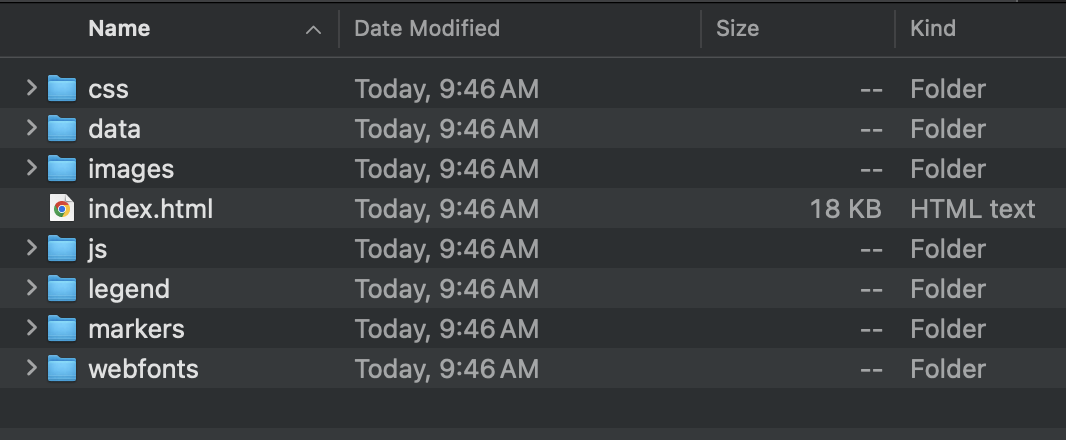 Name Date Modified Size Kind
css Today, 9:46 AM -- Folder
data Today, 9:46 AM -- Folder
images Today, 9:46 AM -- Folder
index.html Today, 9:46 AM 18 KB HTML text
js Today, 9:46 AM -- Folder
legend Today, 9:46 AM -- Folder
markers Today, 9:46 AM -- Folder
webfonts Today, 9:46 AM -- Folder